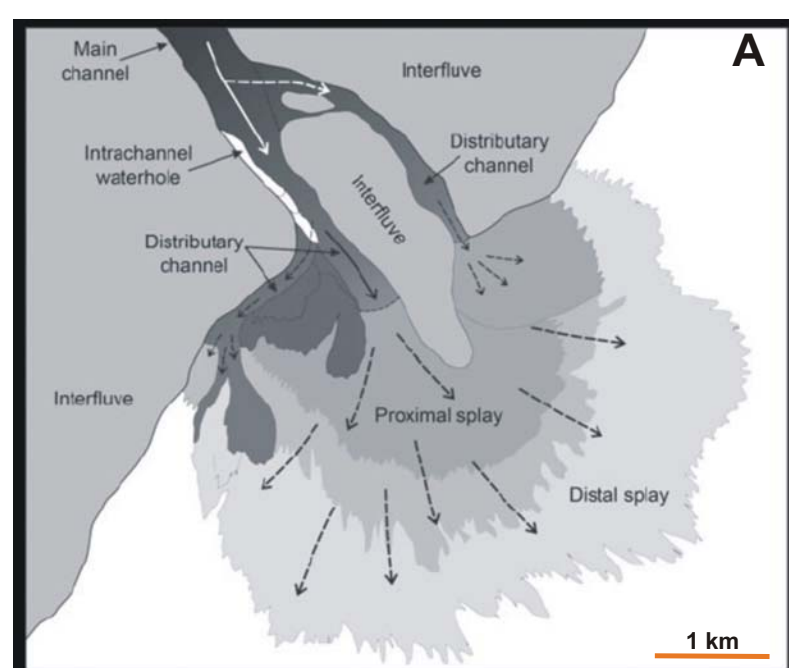 A
Main
channel
Interfluve
Distributary
channel
Intrachannel
waterhole
Interfluve
Distributary
channel
Interfluve
Proximal splay
Distal splay
1 km